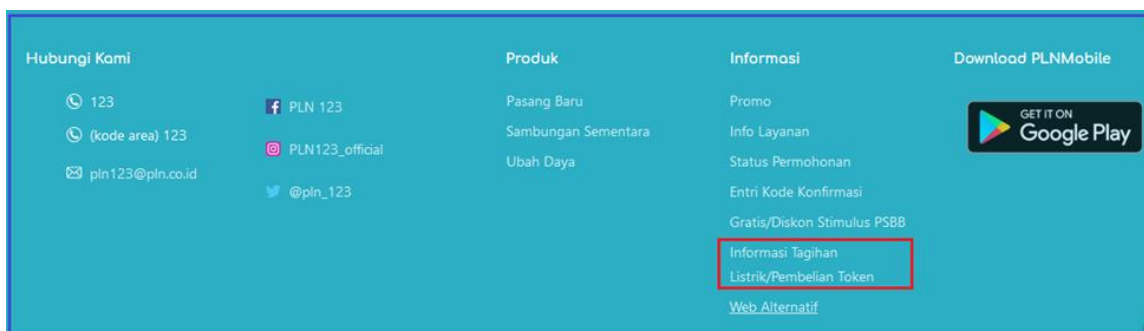 Hubungi Kami
123
(kode area) 123
pln123@pln.co.id
PLN 123
PLN123_official
@pln_123
Produk
Pasang Baru
Sambungan Sementara
Ubah Daya
Informasi
Promo
Info Layanan
Status Permohonan
Entri Kode Konfirmasi
Gratis/Diskon Stimulus PSBB
Informasi Tagihan
Listrik/Pembelian Token
Web Alternatif
Download PLNMobile
GET IT ON
Google Play